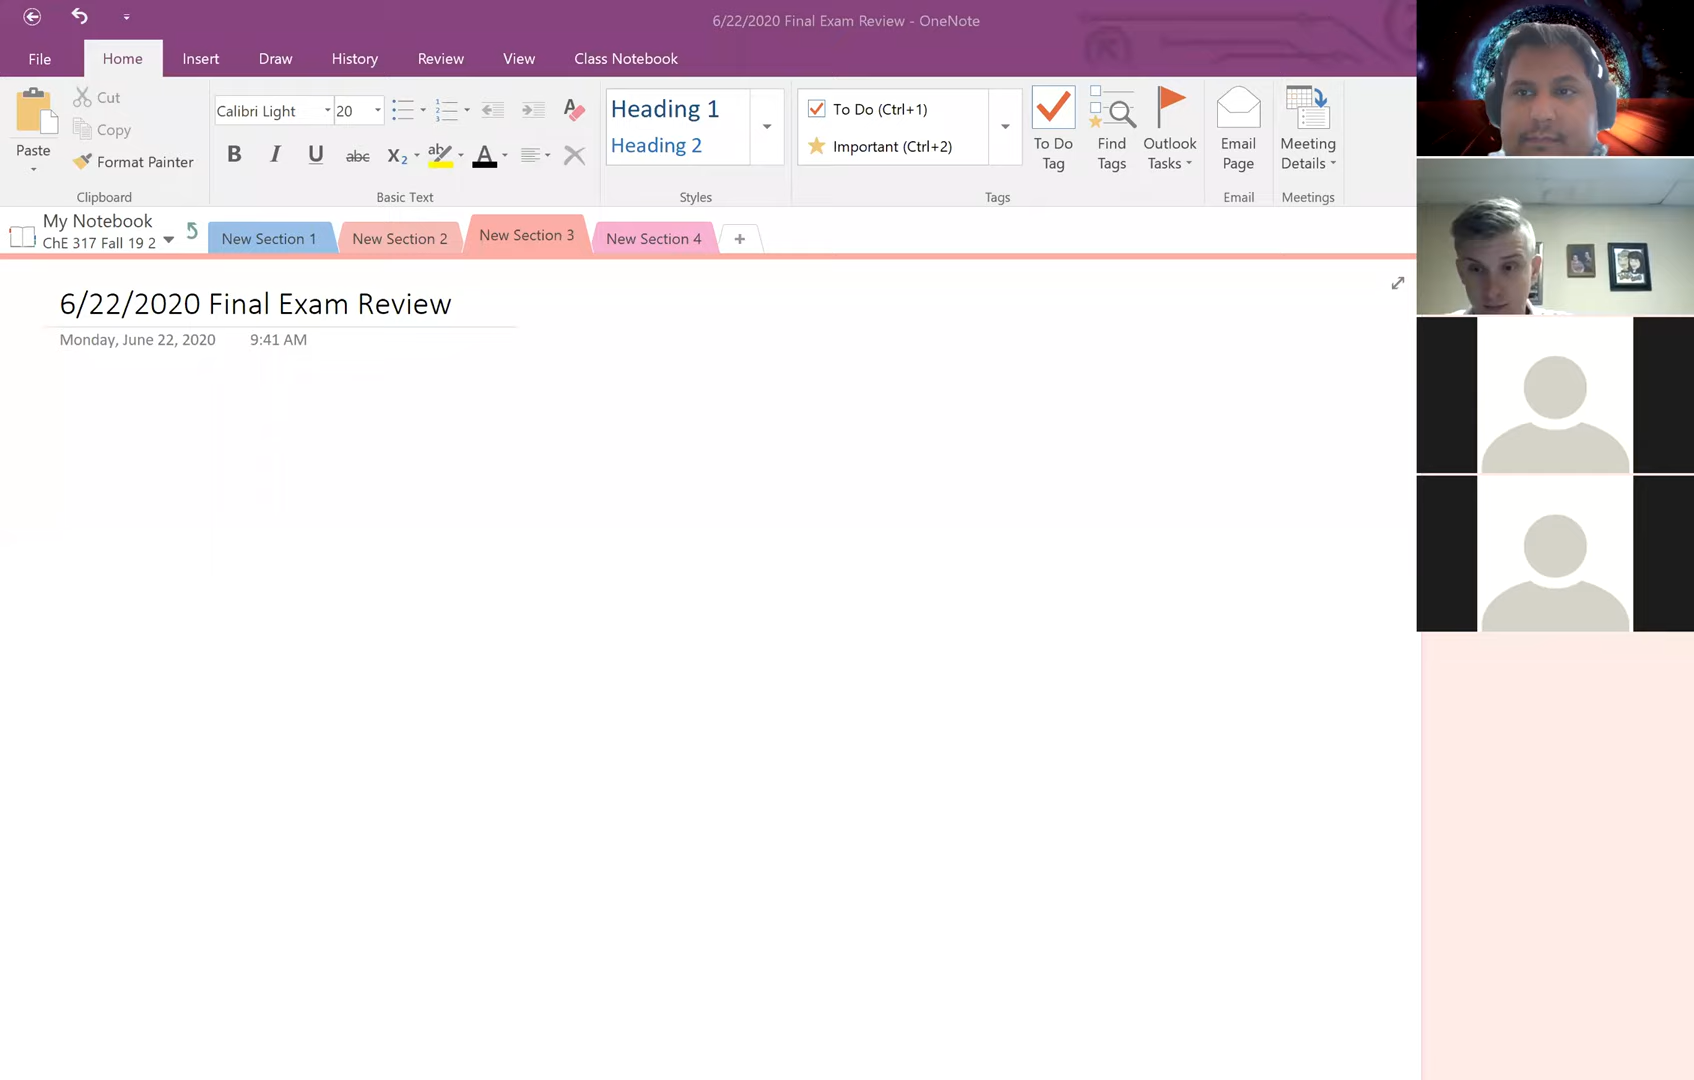 6/22/2020 Final Exam Review - OneNote
File Home Insert Draw History Review View Class Notebook
Paste
Cut
Copy
Format Painter
Clipboard
Calibri Light 20
B I U abc X₂ ab A
Basic Text
Heading 1
Heading 2
Styles
To Do (Ctrl+1)
Important (Ctrl+2)
Tags
To Do Tag
Find Tags
Outlook Tasks
Email Page
Email
Meeting Details
Meetings
My Notebook
ChE 317 Fall 19 2
New Section 1 New Section 2 New Section 3 New Section 4 +
6/22/2020 Final Exam Review
Monday, June 22, 2020 9:41 AM